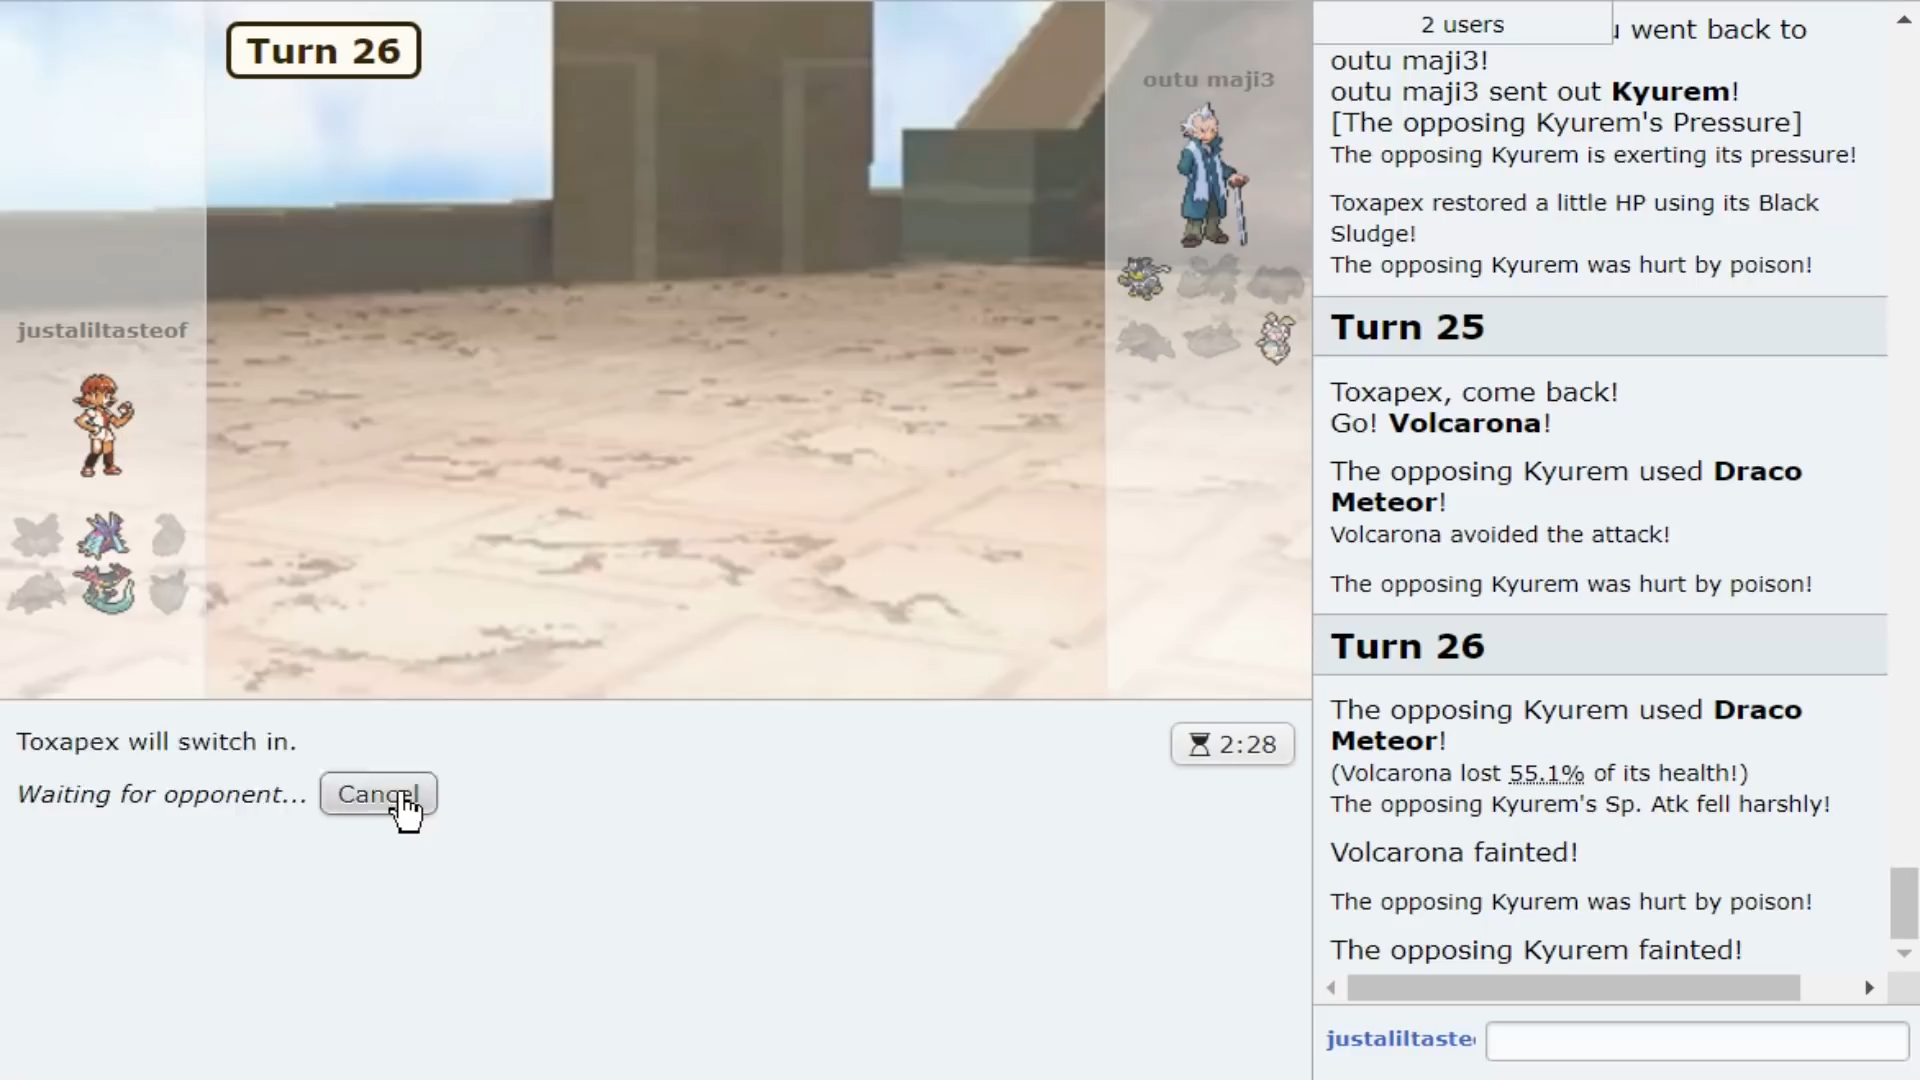 Turn 26
outu maji3
justaliltasteof
Toxapex will switch in.
2:28
Waiting for opponent...
Cancel
2 users
went back to
outu maji3!
outu maji3 sent out Kyurem!
[The opposing Kyurem's Pressure]
The opposing Kyurem is exerting its pressure!
Toxapex restored a little HP using its Black
Sludge!
The opposing Kyurem was hurt by poison!
Turn 25
Toxapex, come back!
Go! Volcarona!
The opposing Kyurem used Draco
Meteor!
Volcarona avoided the attack!
The opposing Kyurem was hurt by poison!
Turn 26
The opposing Kyurem used Draco
Meteor!
(Volcarona lost 55.1% of its health!)
The opposing Kyurem's Sp. Atk fell harshly!
Volcarona fainted!
The opposing Kyurem was hurt by poison!
The opposing Kyurem fainted!
justaliltaste